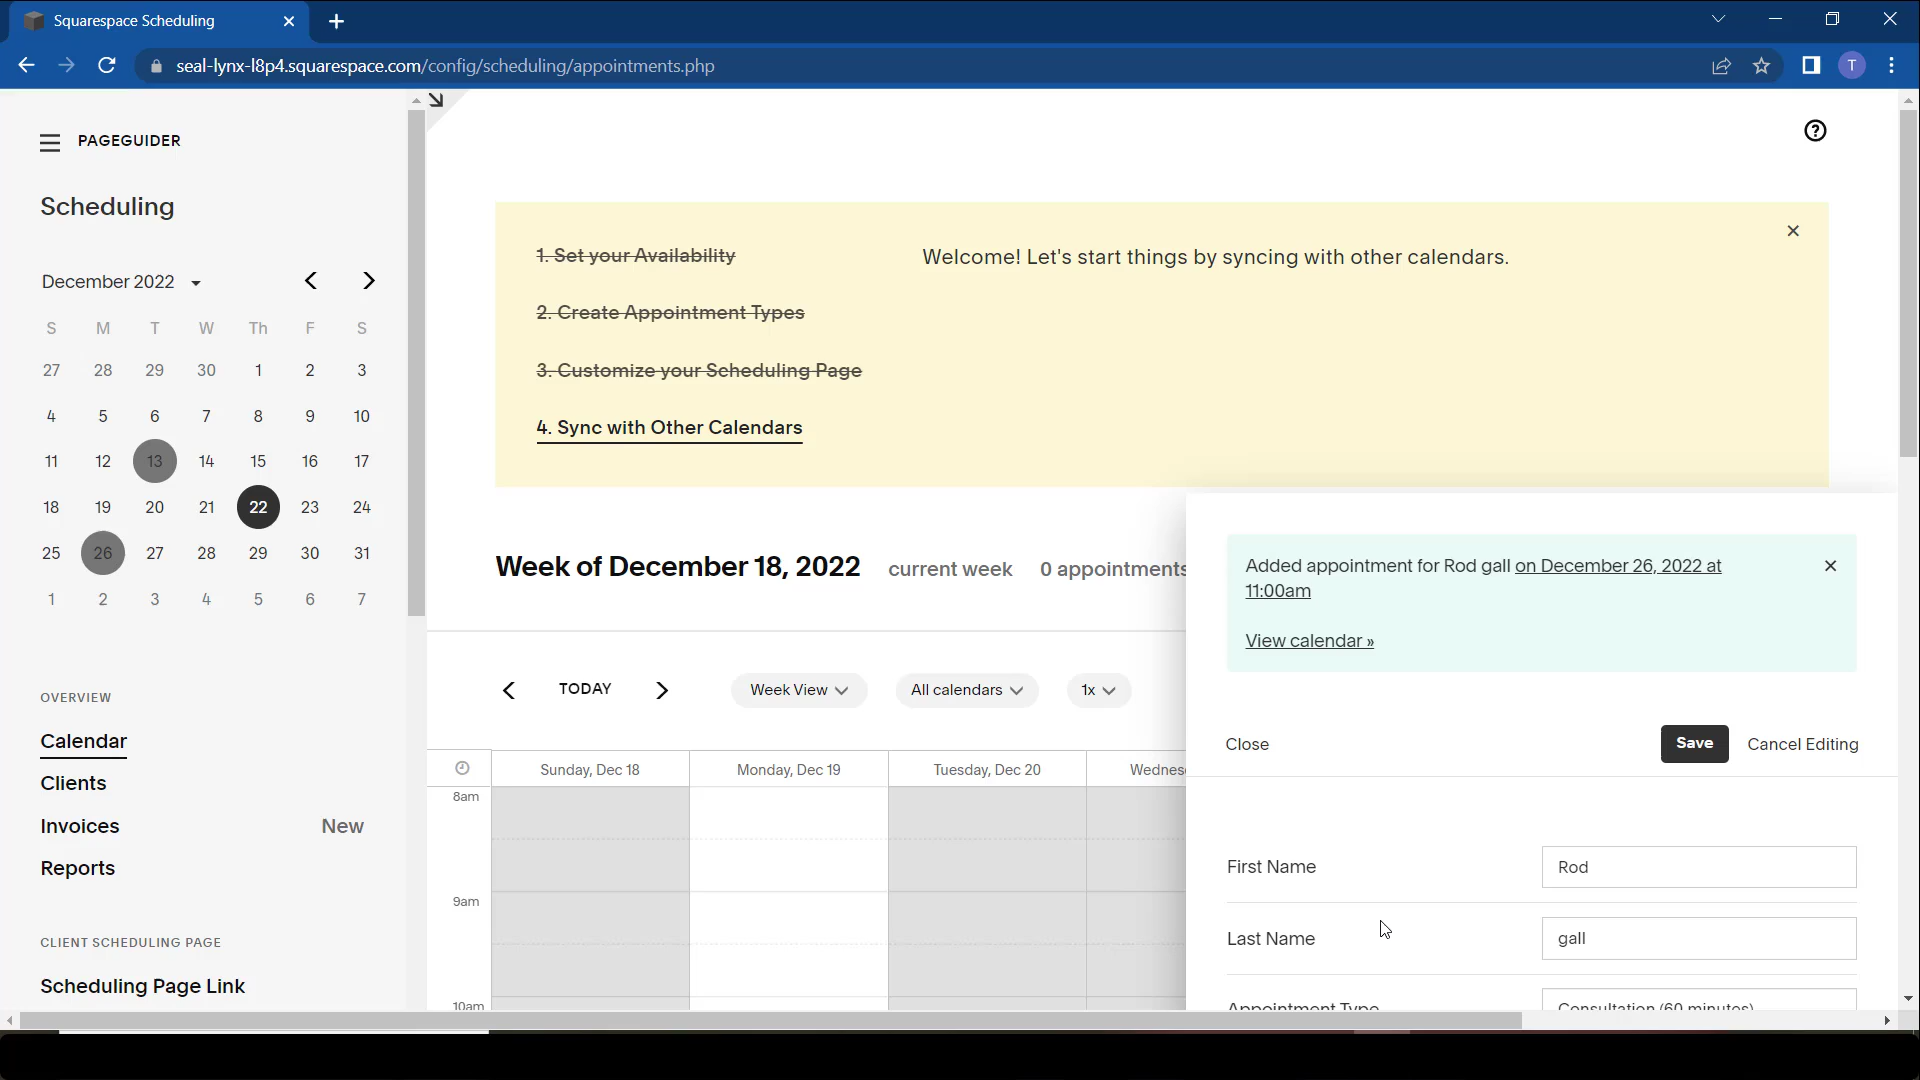 Squarespace Scheduling
seal-lynx-l8p4.squarespace.com/config/scheduling/appointments.php
T
PAGEGUIDER
Scheduling
December 2022
S M T W Th F S
27 28 29 30 1 2 3
4 5 6 7 8 9 10
11 12 13 14 15 16 17
18 19 20 21 22 23 24
25 26 27 28 29 30 31
1 2 3 4 5 6 7
OVERVIEW
Calendar
Clients
Invoices New
Reports
CLIENT SCHEDULING PAGE
Scheduling Page Link
1. Set your Availability
2. Create Appointment Types
3. Customize your Scheduling Page
4. Sync with Other Calendars
Welcome! Let's start things by syncing with other calendars.
Week of December 18, 2022 current week 0 appointments
TODAY Week View All calendars 1x
Sunday, Dec 18 Monday, Dec 19 Tuesday, Dec 20 Wednes
8am
9am
10am
Added appointment for Rod gall on December 26, 2022 at
11:00am
View calendar »
Close Save Cancel Editing
First Name Rod
Last Name gall
Appointment Type Consultation (60 minutes)